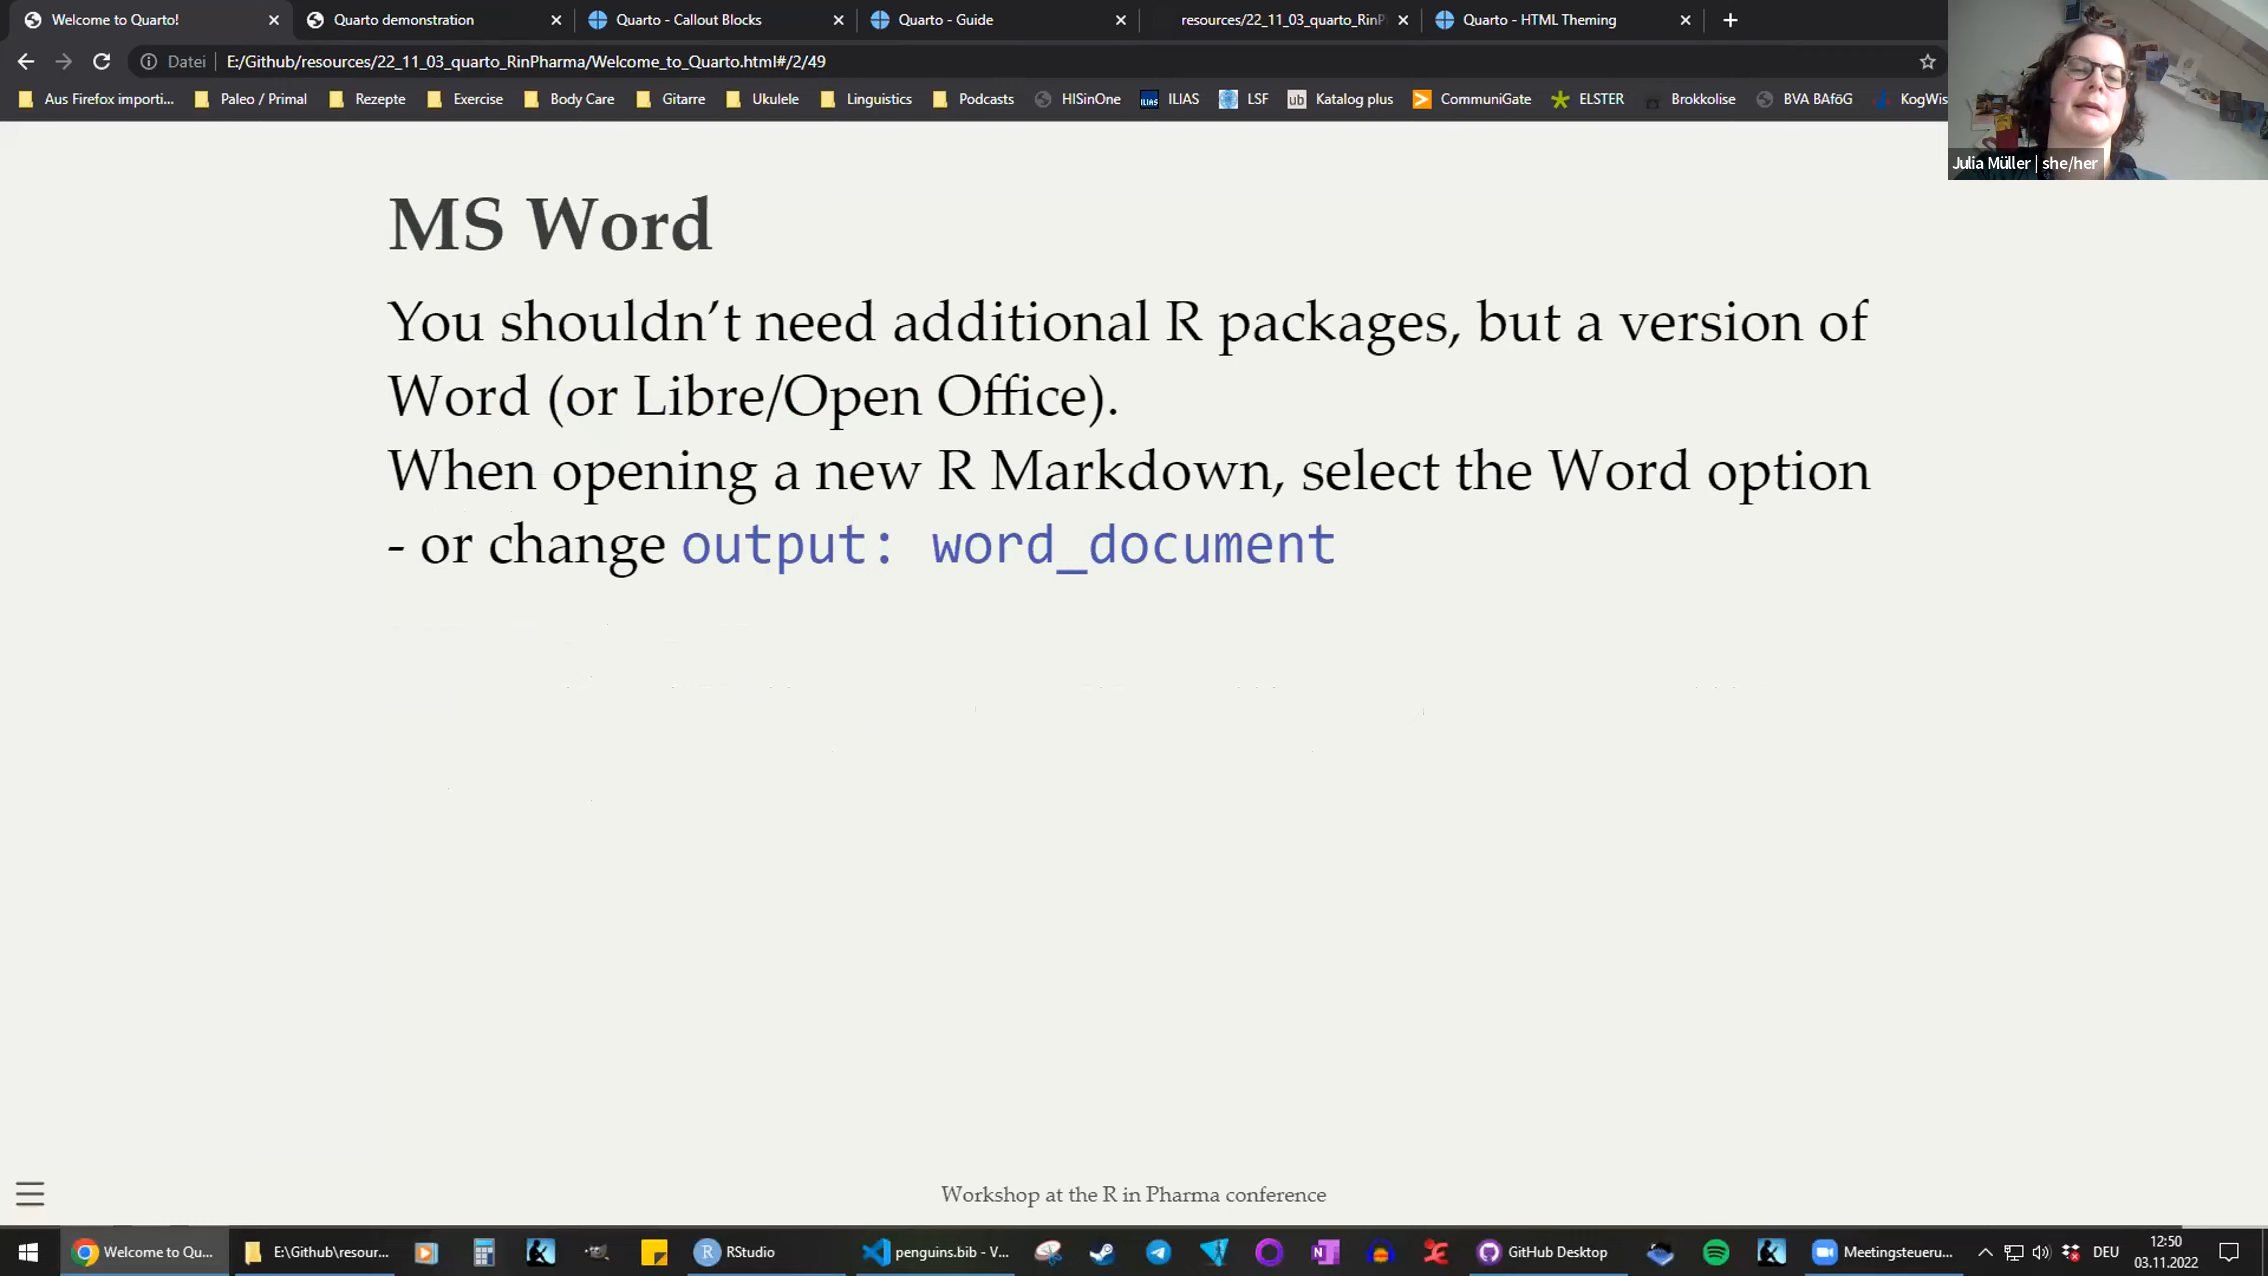 Welcome to Quarto!
Quarto demonstration
Quarto - Callout Blocks
Quarto - Guide
resources/22_11_03_quarto_RinP
Quarto - HTML Theming
Datei
E:/Github/resources/22_11_03_quarto_RinPharma/Welcome_to_Quarto.html#/2/49
Aus Firefox importi...
Paleo / Primal
Rezepte
Exercise
Body Care
Gitarre
Ukulele
Linguistics
Podcasts
HISinOne
ILIAS ILIAS
LSF
ub Katalog plus
CommuniGate
ELSTER
Brokkolise
BVA BAföG
KogWis
Julia Müller | she/her
MS Word
You shouldn’t need additional R packages, but a version of
Word (or Libre/Open Office).
When opening a new R Markdown, select the Word option
- or change output: word_document
Workshop at the R in Pharma conference
Welcome to Qu...
E:\Github\resour...
R RStudio
penguins.bib - V...
N
GitHub Desktop
Meetingsteueru...
DEU
12:50
03.11.2022